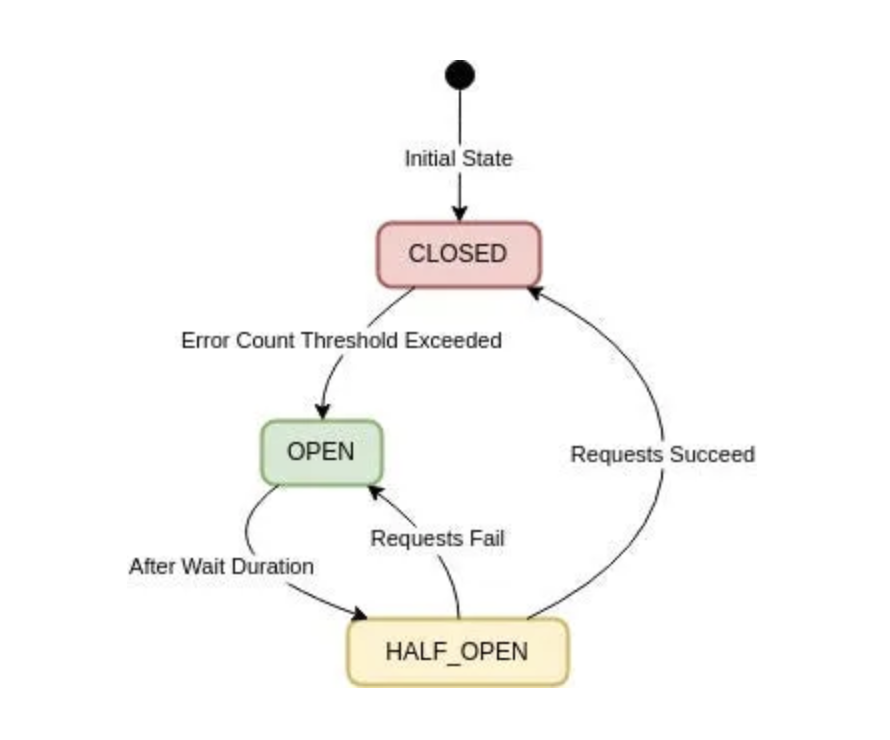 Initial State
CLOSED
Error Count Threshold Exceeded
OPEN
Requests Succeed
Requests Fail
After Wait Duration
HALF_OPEN